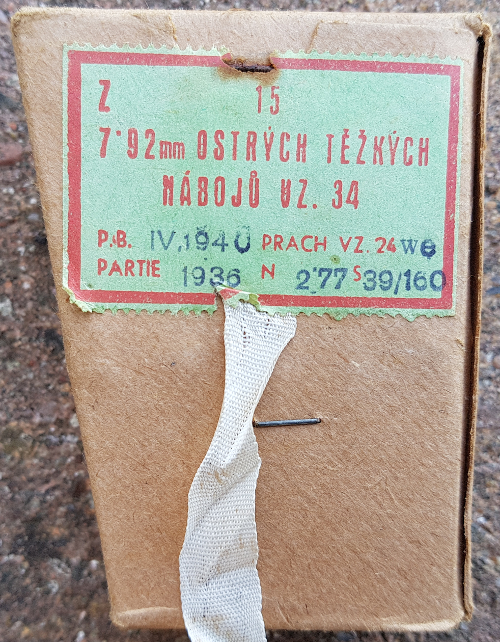 Z 15
7·92mm OSTRÝCH TĚŽKÝCH
NÁBOJŮ VZ. 34
P.B. IV.1940 PRACH VZ. 24 we
PARTIE 1936 N 2'77 S39/160